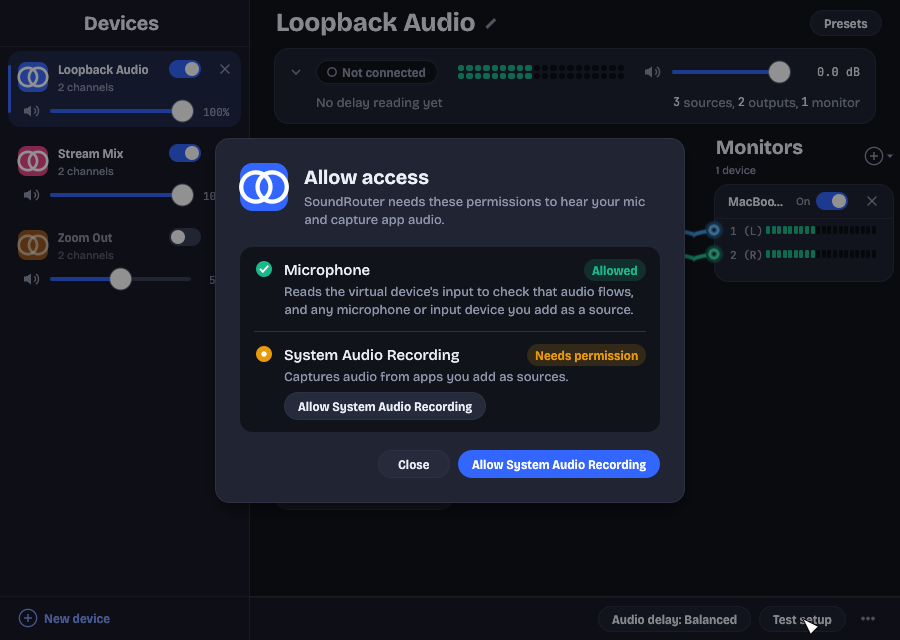 Devices
Loopback Audio
2 channels
100%
Stream Mix
2 channels
Zoom Out
2 channels
New device
Loopback Audio
Presets
Not connected
0.0 dB
No delay reading yet
3 sources, 2 outputs, 1 monitor
Monitors
1 device
MacBoo...
On
1 (L)
2 (R)
Allow access
SoundRouter needs these permissions to hear your mic
and capture app audio.
Microphone
Allowed
Reads the virtual device's input to check that audio flows,
and any microphone or input device you add as a source.
System Audio Recording
Needs permission
Captures audio from apps you add as sources.
Allow System Audio Recording
Close
Allow System Audio Recording
Audio delay: Balanced
Test setup